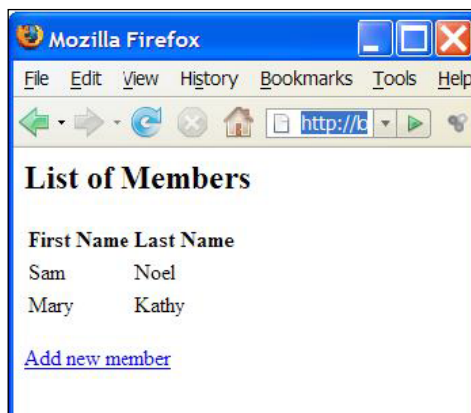 Mozilla Firefox
File Edit View History Bookmarks Tools Help
http://b
List of Members
First Name Last Name
Sam Noel
Mary Kathy
Add new member